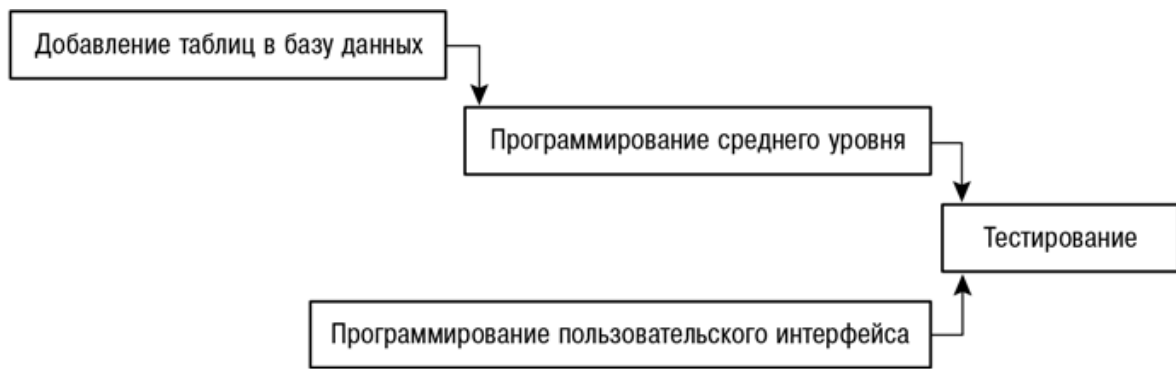 Добавление таблиц в базу данных
Программирование среднего уровня
Тестирование
Программирование пользовательского интерфейса